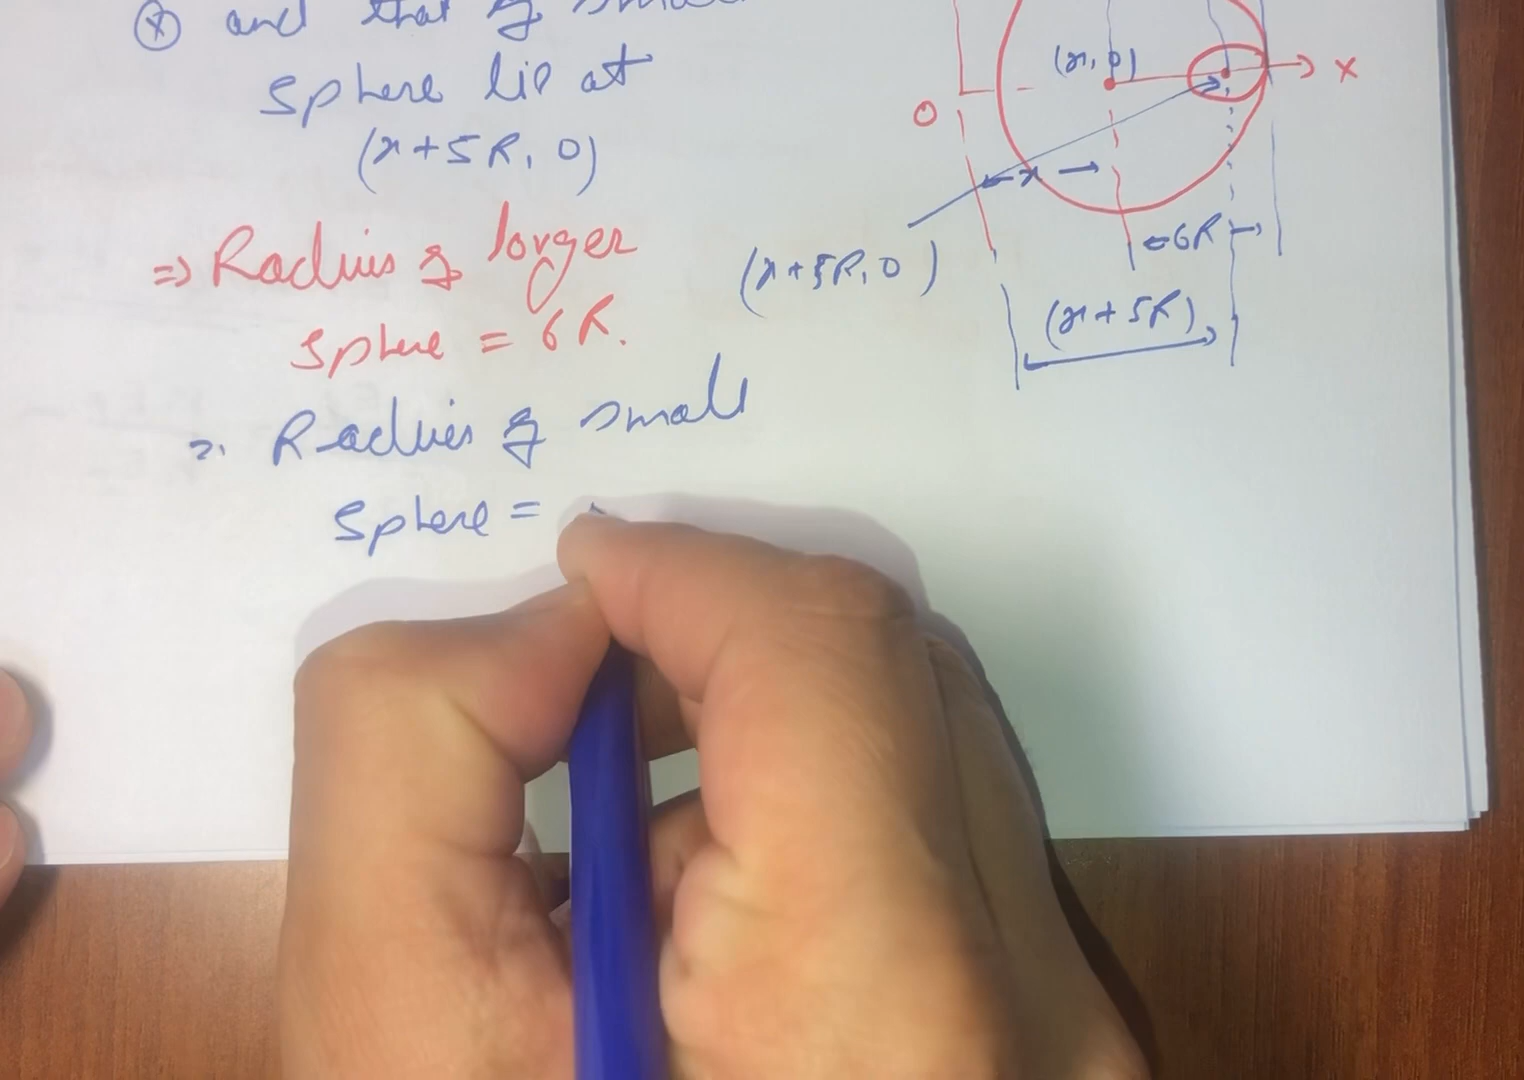 (*) and that of small
Sphere lie at
(x+5R, 0)
=> Radius of larger
Sphere = 6R.
Radius of small
Sphere =
(x, 0)
X
O
x
6R
(x+5R, 0)
(x+5R)